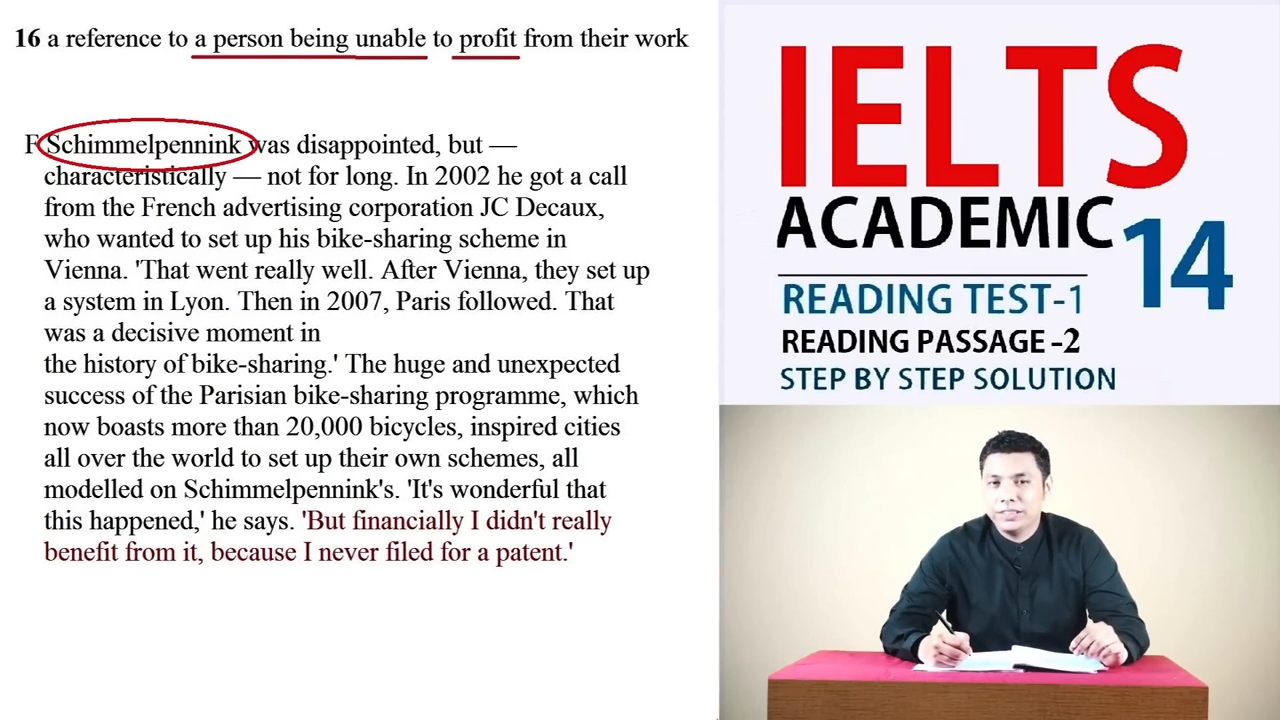 16 a reference to a person being unable to profit from their work
F Schimmelpennink was disappointed, but —
characteristically — not for long. In 2002 he got a call
from the French advertising corporation JC Decaux,
who wanted to set up his bike-sharing scheme in
Vienna. 'That went really well. After Vienna, they set up
a system in Lyon. Then in 2007, Paris followed. That
was a decisive moment in
the history of bike-sharing.' The huge and unexpected
success of the Parisian bike-sharing programme, which
now boasts more than 20,000 bicycles, inspired cities
all over the world to set up their own schemes, all
modelled on Schimmelpennink's. 'It's wonderful that
this happened,' he says. 'But financially I didn't really
benefit from it, because I never filed for a patent.'
IELTS
ACADEMIC 14
READING TEST-1
READING PASSAGE -2
STEP BY STEP SOLUTION